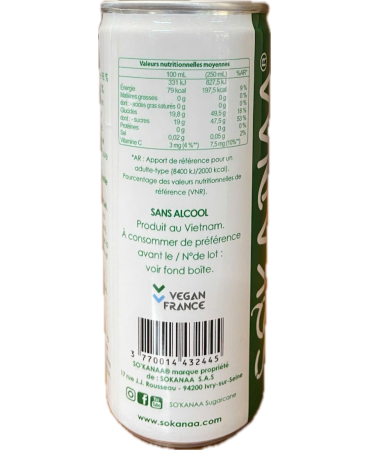 Valeurs nutritionnelles moyennes
100 mL (250 mL) %AR*
331 kJ 827,5 kJ
Énergie 79 kcal 197,5 kcal 9 %
Matières grasses: 0 g 0 g
dont : - acides gras saturés 0 g 0 g
Glucides 19,8 g 49,5 g 16%
dont : - sucres 19 g 47,5 g 53 %
Protéines 0 g 0 g
Sel 0,02 g 0,05 g 2%
Vitamine C 3 mg (4 %**) 7,5 mg (10%**)
*AR : Apport de référence pour un
adulte-type (8400 kJ/2000 kcal).
Pourcentage des valeurs nutritionnelles de
référence (VNR).
SANS ALCOOL
Produit au Vietnam.
À consommer de préférence
avant le / N°de lot :
voir fond boîte.
VEGAN
FRANCE
3 770014 432445
SO'KANAA® marque propriété
de : SOKANAA S.A.S
17 rue J.J. Rousseau - 94200 Ivry-sur-Seine
SO'KANAA Sugarcane
www.sokanaa.com
SO'KANAA®